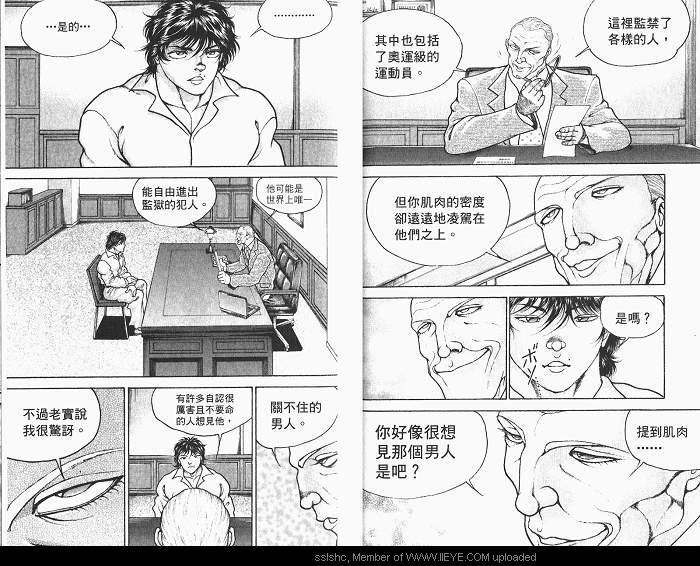 這裡監禁了
各樣的人，
其中也包括
了奧運級的
運動員。
但你肌肉的密度
卻遠遠地凌駕在
他們之上。
是嗎？
ボソ
提到肌肉
……
你好像很想
見那個男人
是吧？
…………
…是的…
他可能是
世界上唯一
能自由進出
監獄的犯人。
關不住的
男人。
有許多自認很
厲害且不要命
的人想見他，
不過老實說
我很驚訝。
sslshc, Member of WWW.IIEYE.COM uploaded